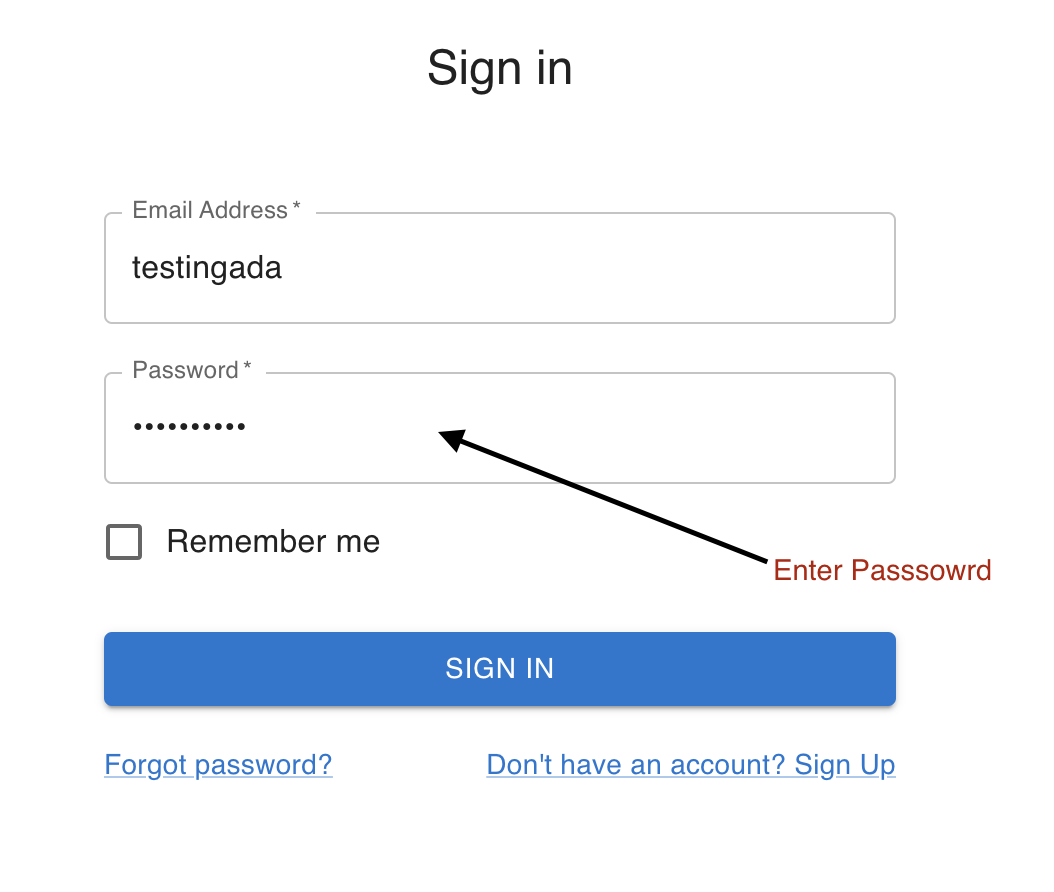 Sign in
Email Address *
testingada
Password *
••••••••••
Remember me
Enter Passsowrd
SIGN IN
Forgot password?
Don't have an account? Sign Up